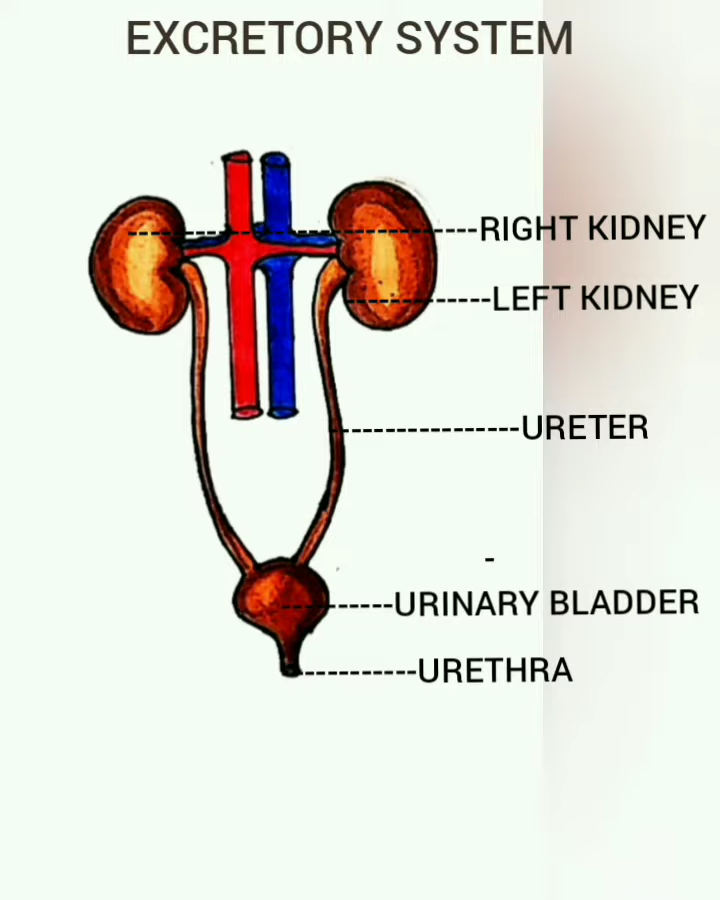 EXCRETORY SYSTEM
RIGHT KIDNEY
LEFT KIDNEY
URETER
-
URINARY BLADDER
URETHRA